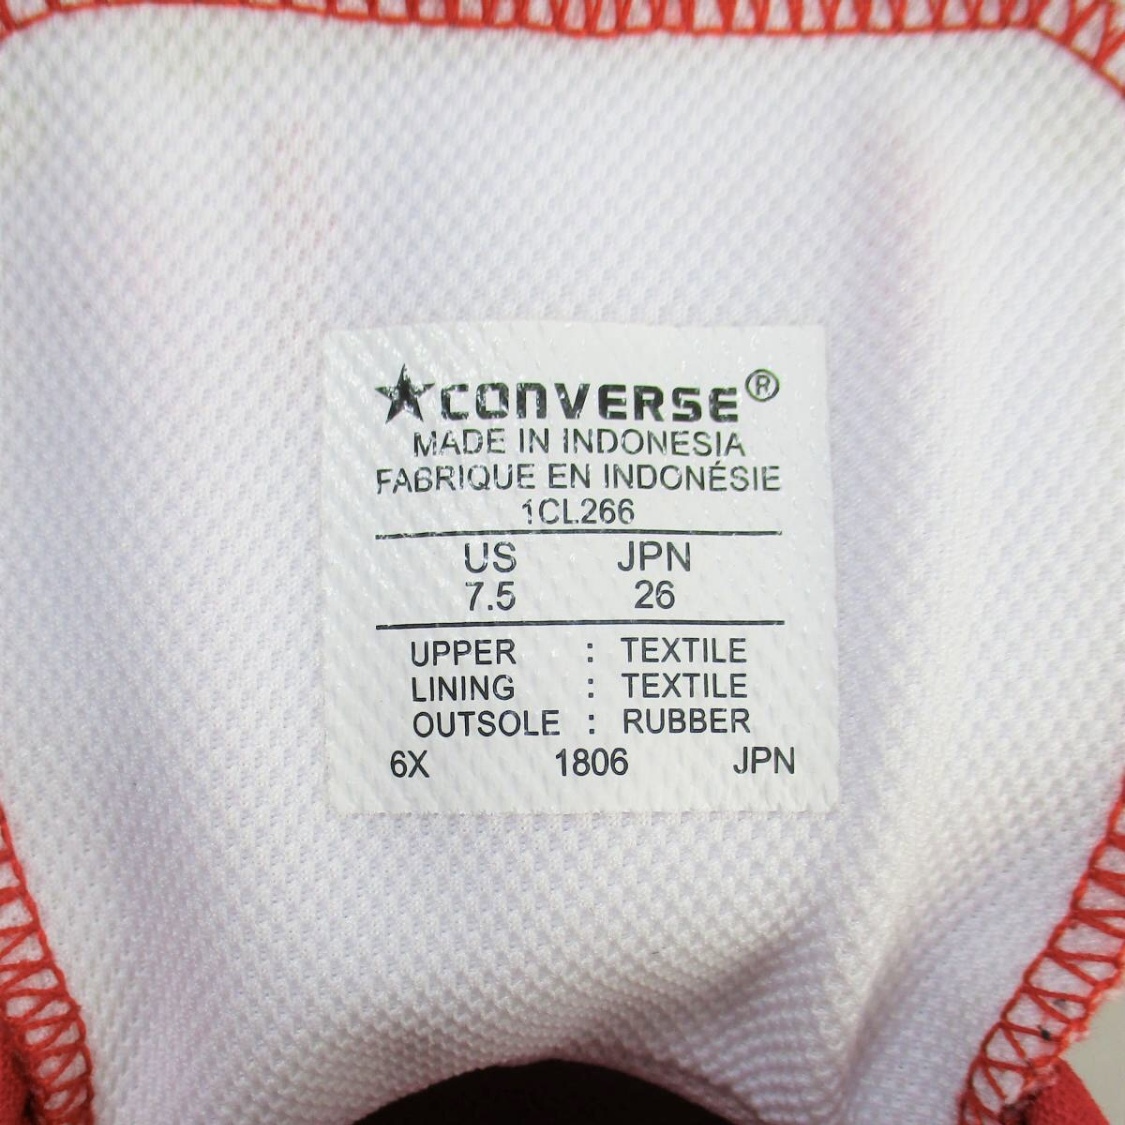 CONVERSE®
MADE IN INDONESIA
FABRIQUE EN INDONÉSIE
1CL266
US JPN
7.5 26
UPPER : TEXTILE
LINING : TEXTILE
OUTSOLE : RUBBER
6X 1806 JPN